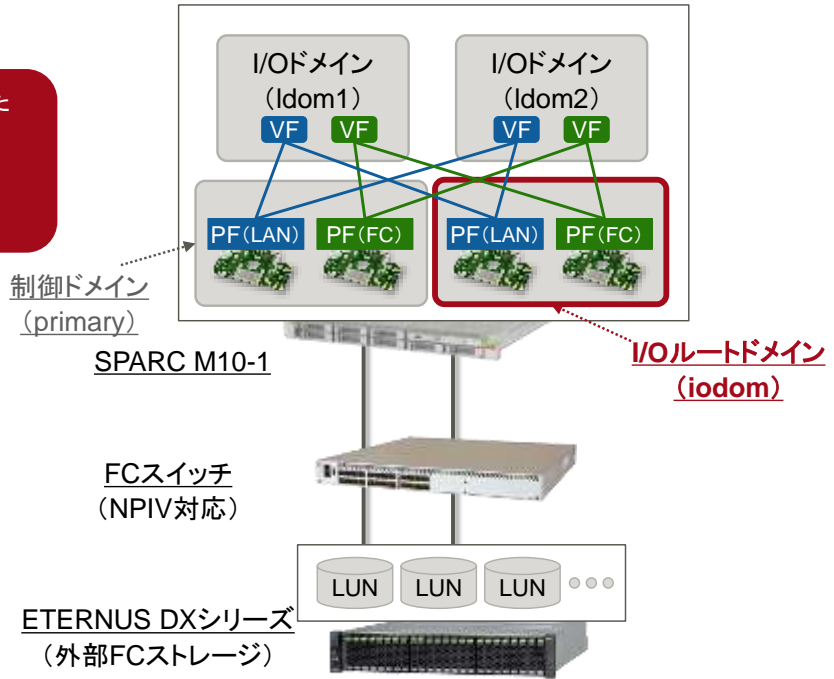 た
I/Oドメイン
（ldom1）
VF
VF
I/Oドメイン
（ldom2）
VF
VF
PF（LAN）
PF（FC）
PF（LAN）
PF（FC）
制御ドメイン
（primary）
I/Oルートドメイン
（iodom）
SPARC M10-1
FCスイッチ
（NPIV対応）
LUN
LUN
LUN
ETERNUS DXシリーズ
（外部FCストレージ）